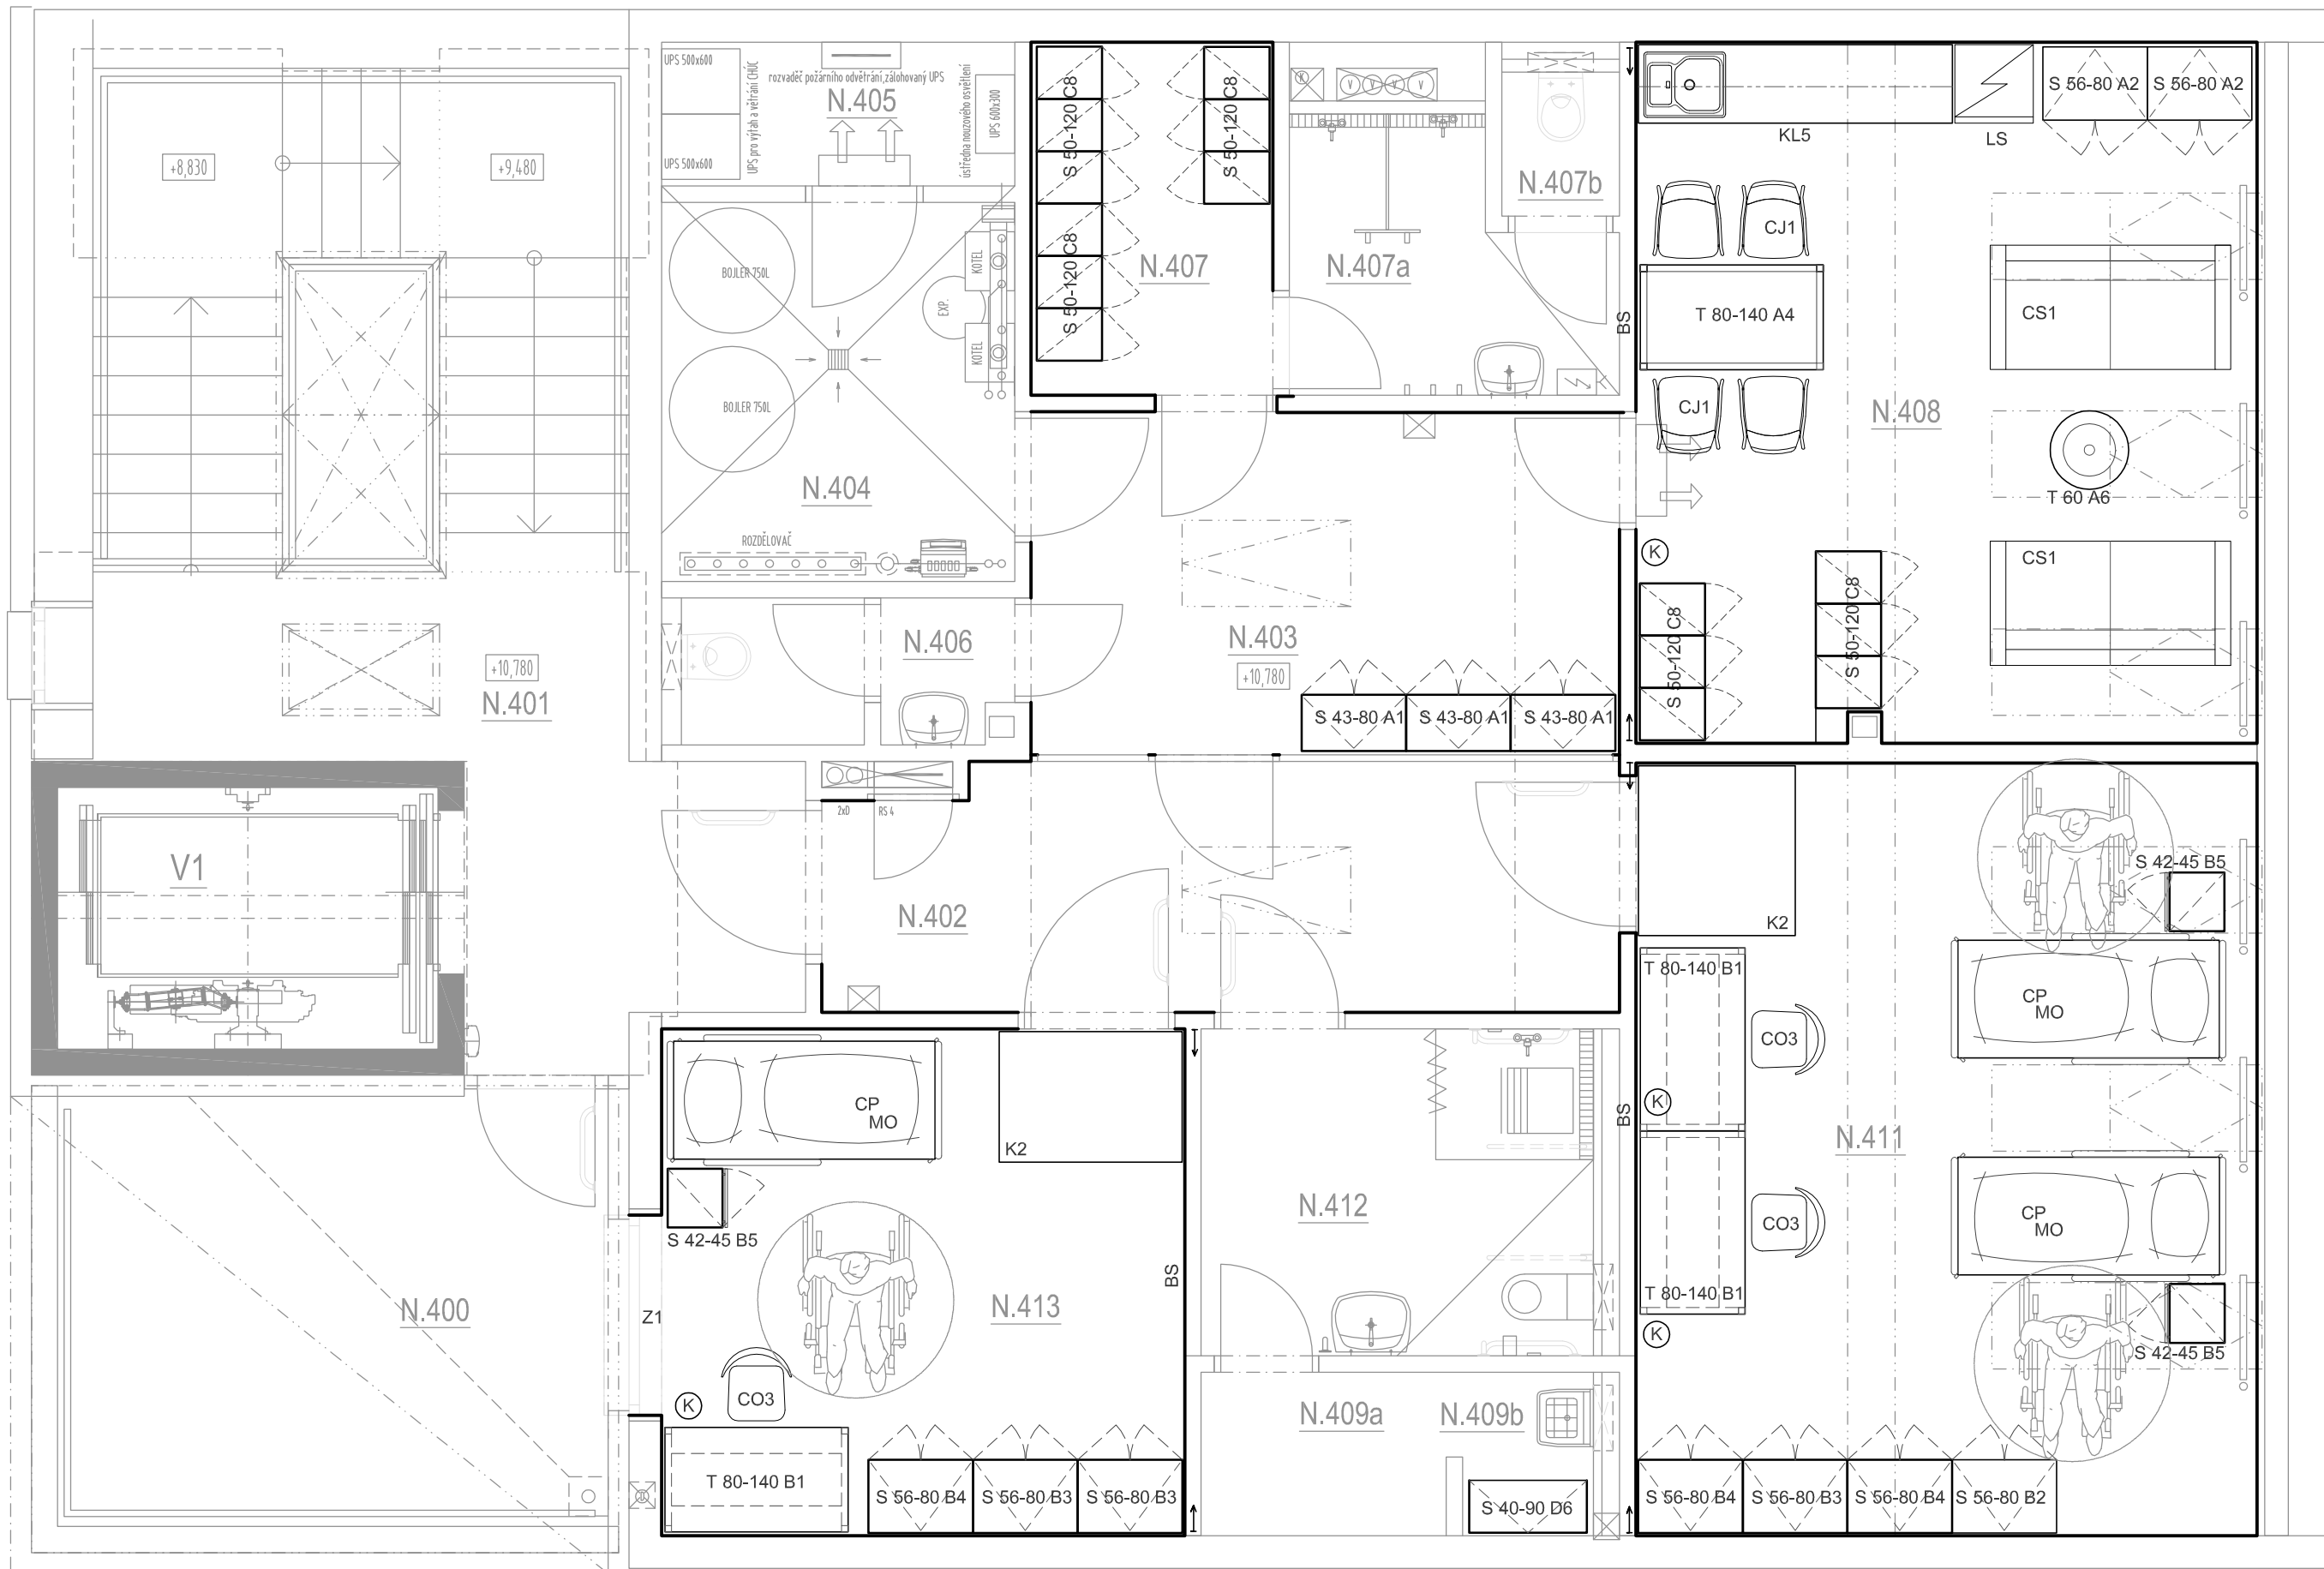 UPS 500x600
UPS 500x600
UPS pro výtah a větrání CHÚC
rozvaděč požárního odvětrání,zálohovaný UPS
N.405
ústředna nouzového osvětlení
UPS 600x300
S 50-120 C8
S 50-120 C8
S 50-120 C8
N.407
K
V V V V
N.407a
N.407b
KL5
LS
S 56-80 A2
S 56-80 A2
CJ1
T 80-140 A4
CJ1
BS
CS1
N.408
T 60 A6
CS1
K
S 50-120 C8
S 50-120 C8
+8,830
+9,480
BOJLER 750L
BOJLER 750L
KOTEL
EXP.
KOTEL
N.404
ROZDĚLOVAČ
N.406
N.403
+10,780
S 43-80 A1
S 43-80 A1
S 43-80 A1
+10,780
N.401
V1
2xD
RS 4
N.402
K2
S 42-45 B5
T 80-140 B1
CP
MO
CO3
K
BS
N.411
CO3
CP
MO
T 80-140 B1
K
S 42-45 B5
S 56-80 B4
S 56-80 B3
S 56-80 B4
S 56-80 B2
CP
MO
K2
S 42-45 B5
BS
Z1
N.413
N.400
N.412
K
CO3
T 80-140 B1
S 56-80 B4
S 56-80 B3
S 56-80 B3
N.409a
N.409b
S 40-90 D6